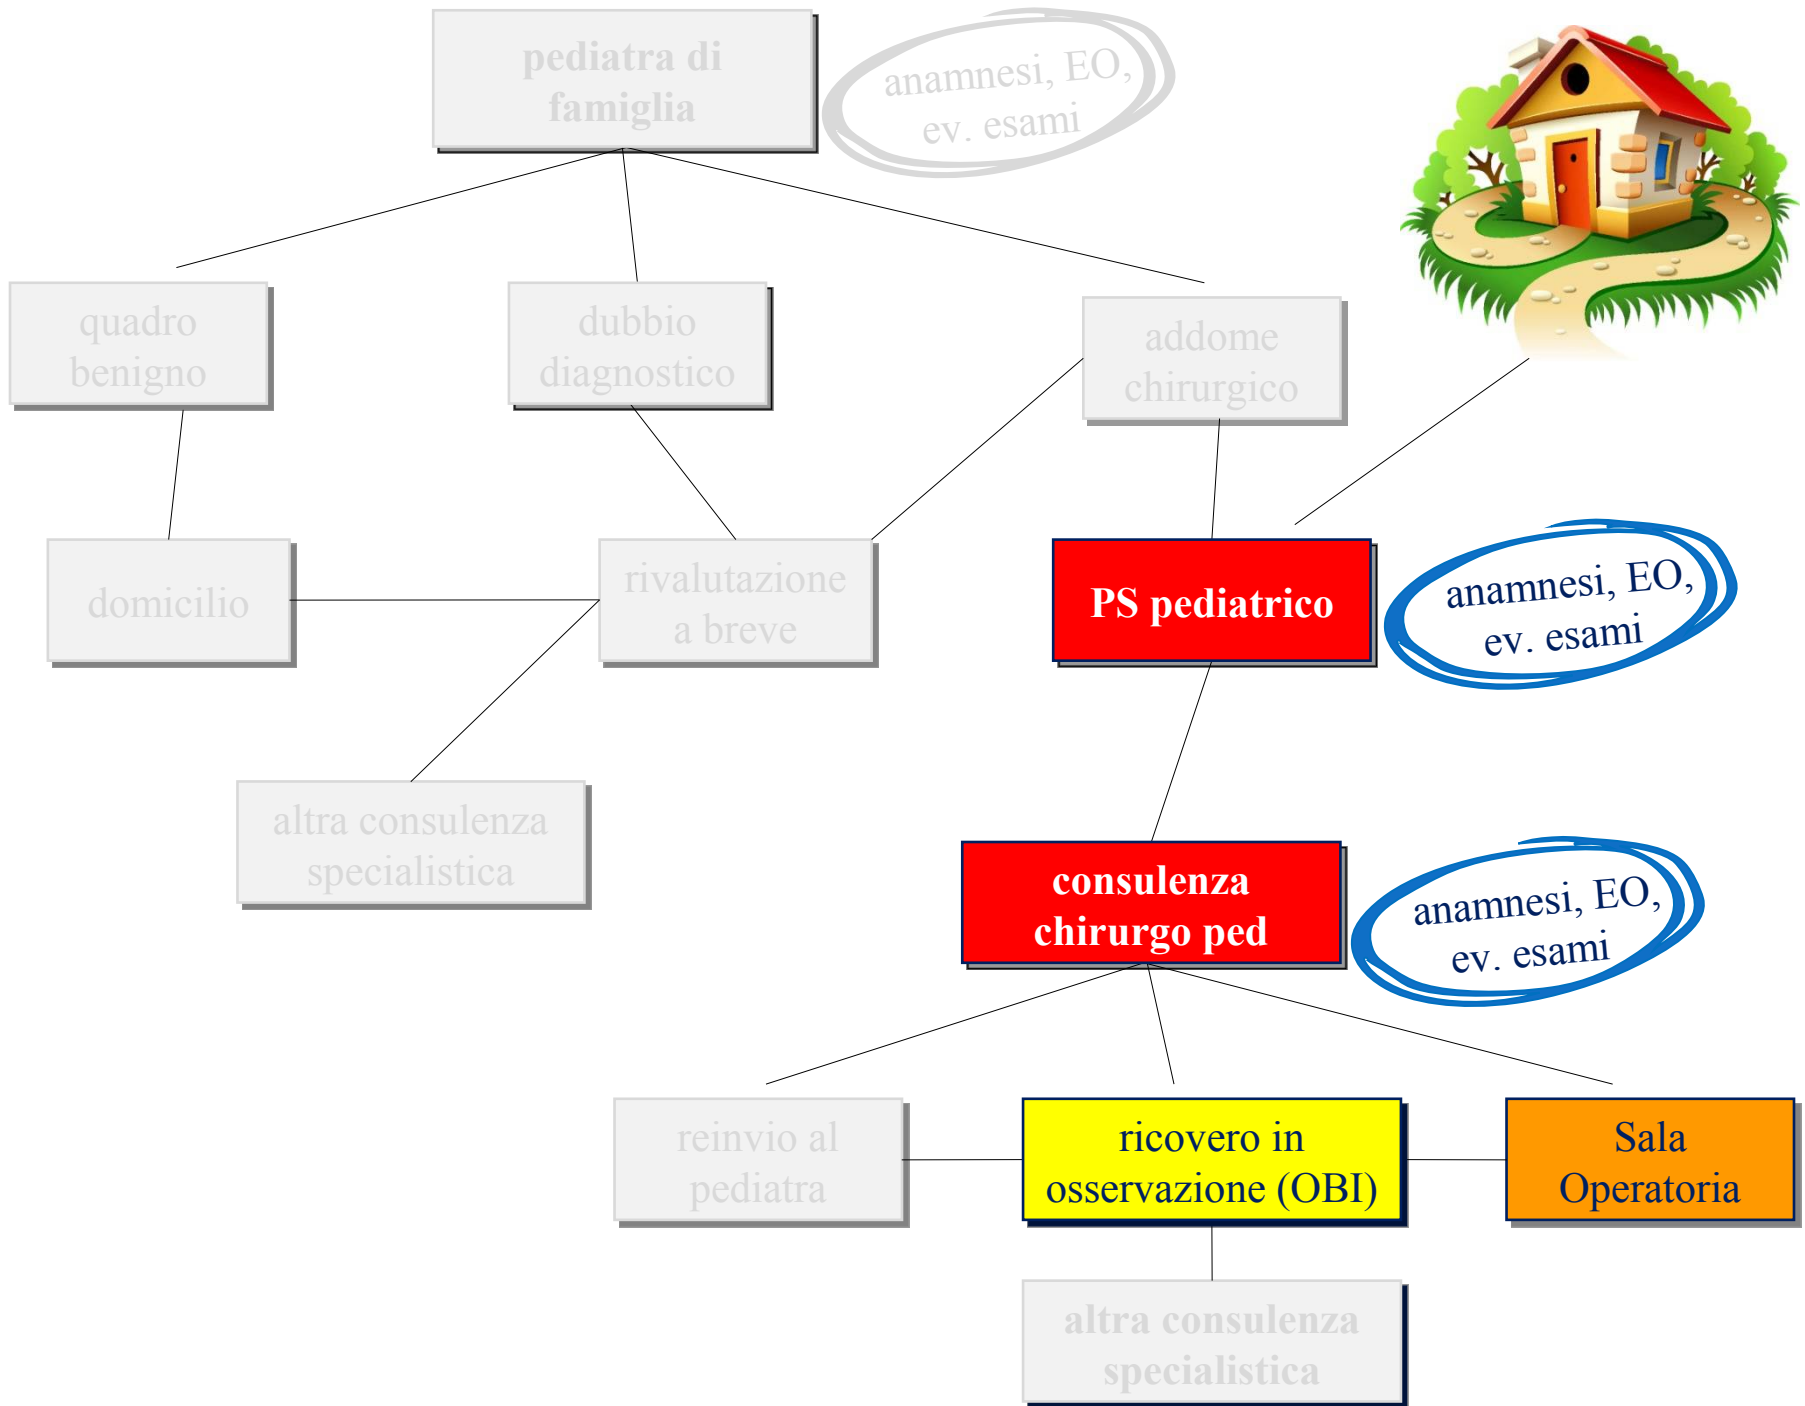 pediatra di
famiglia
anamnesi, EO,
ev. esami
quadro
benigno
dubbio
diagnostico
addome
chirurgico
domicilio
rivalutazione
a breve
PS pediatrico
anamnesi, EO,
ev. esami
altra consulenza
specialistica
consulenza
chirurgo ped
anamnesi, EO,
ev. esami
reinvio al
pediatra
ricovero in
osservazione (OBI)
Sala
Operatoria
altra consulenza
specialistica